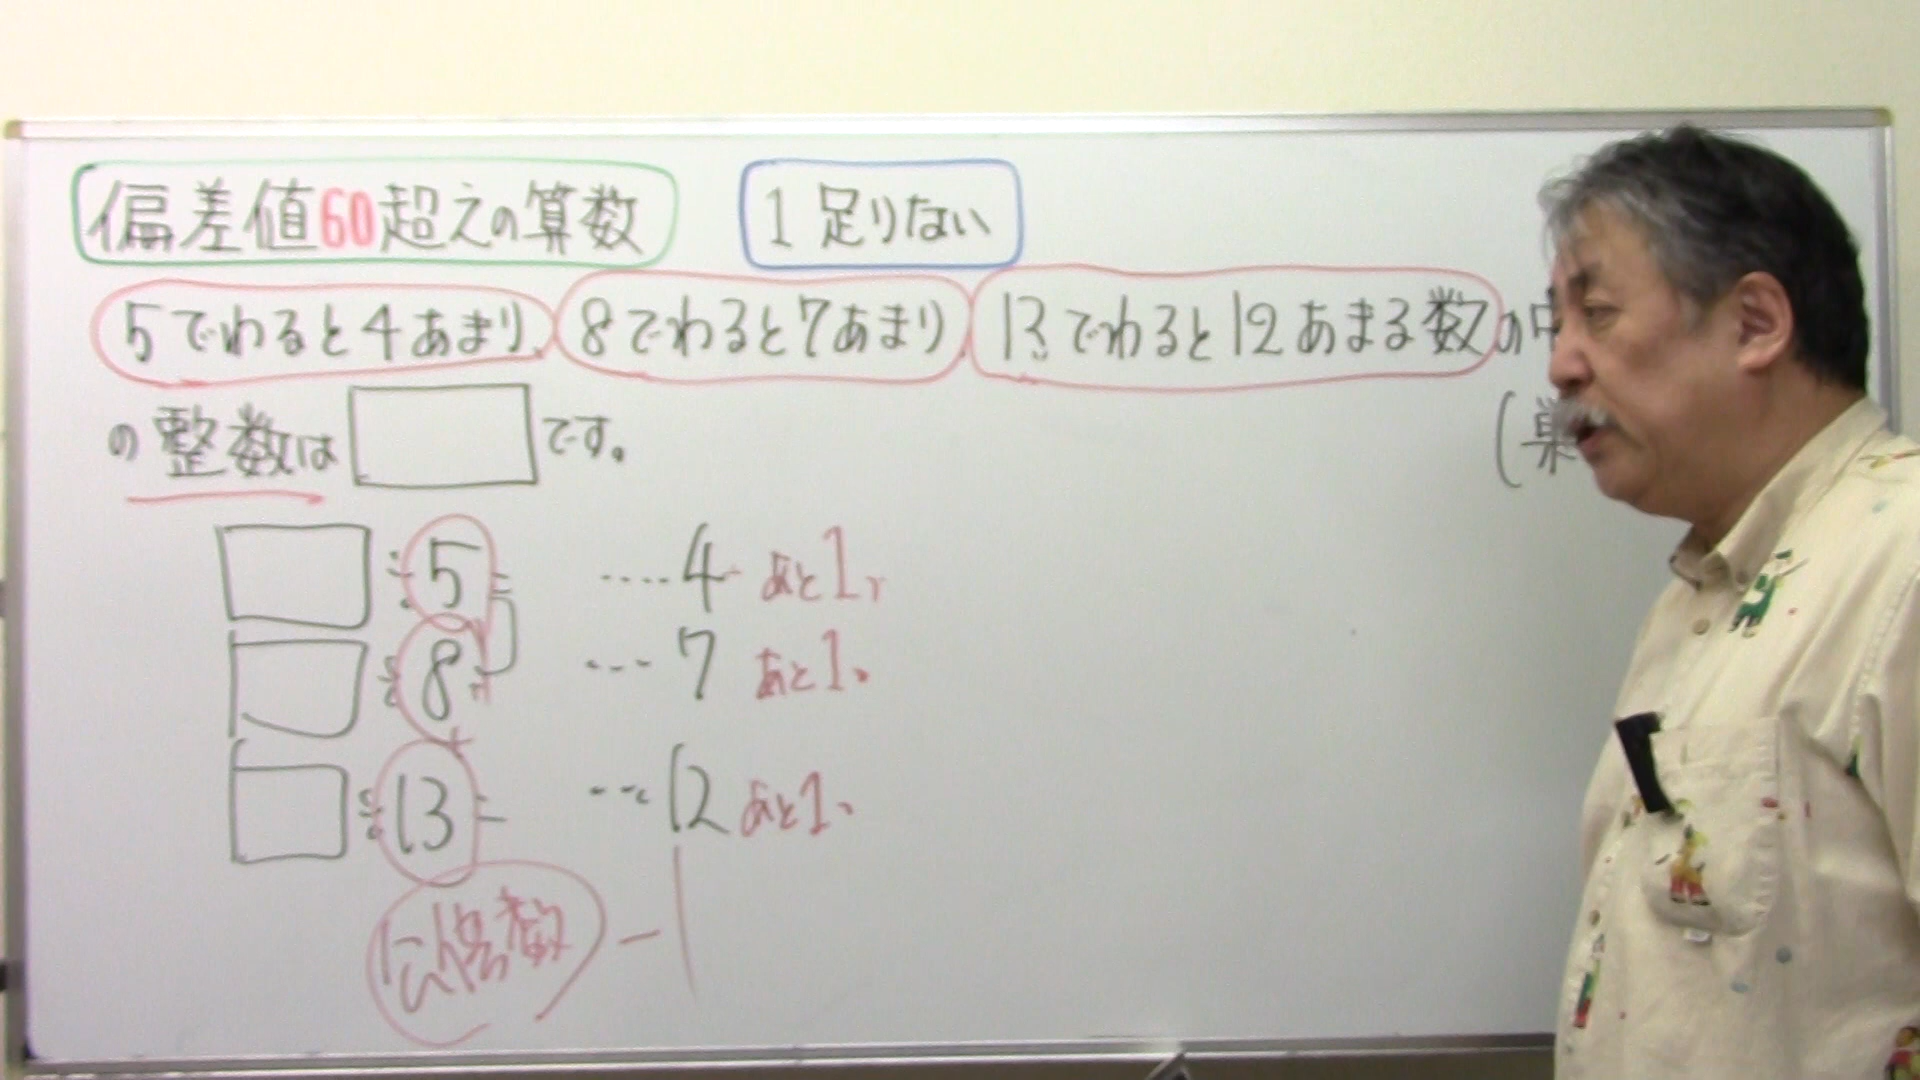 偏差値60超えの算数 1足りない
5でわると4あまり、8でわると7あまり、13でわると12あまる数の中
の整数は□です。
(巣
□÷5= ····4 あと1、
□÷8= ···7 あと1、
□÷13= ···12 あと1、
公倍数-1